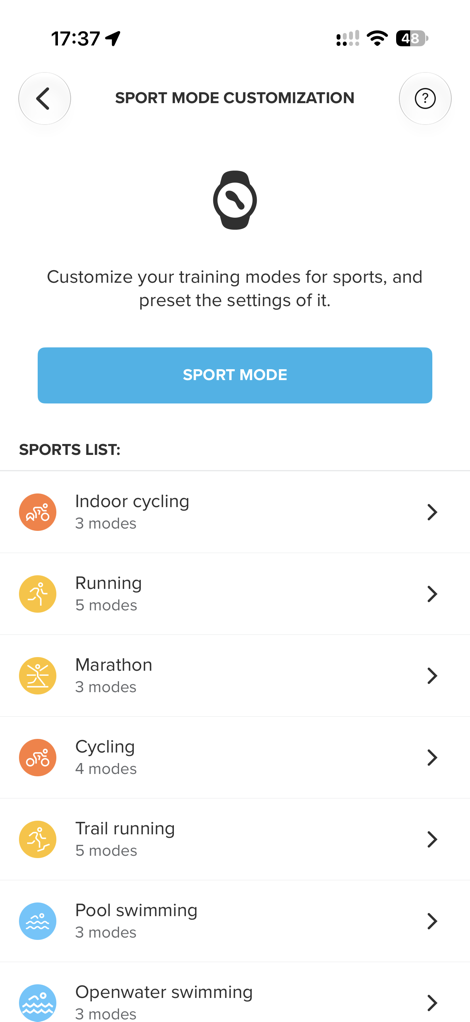 17:37
48
SPORT MODE CUSTOMIZATION
?
Customize your training modes for sports, and
preset the settings of it.
SPORT MODE
SPORTS LIST:
Indoor cycling
3 modes
Running
5 modes
Marathon
3 modes
Cycling
4 modes
Trail running
5 modes
Pool swimming
3 modes
Openwater swimming
3 modes